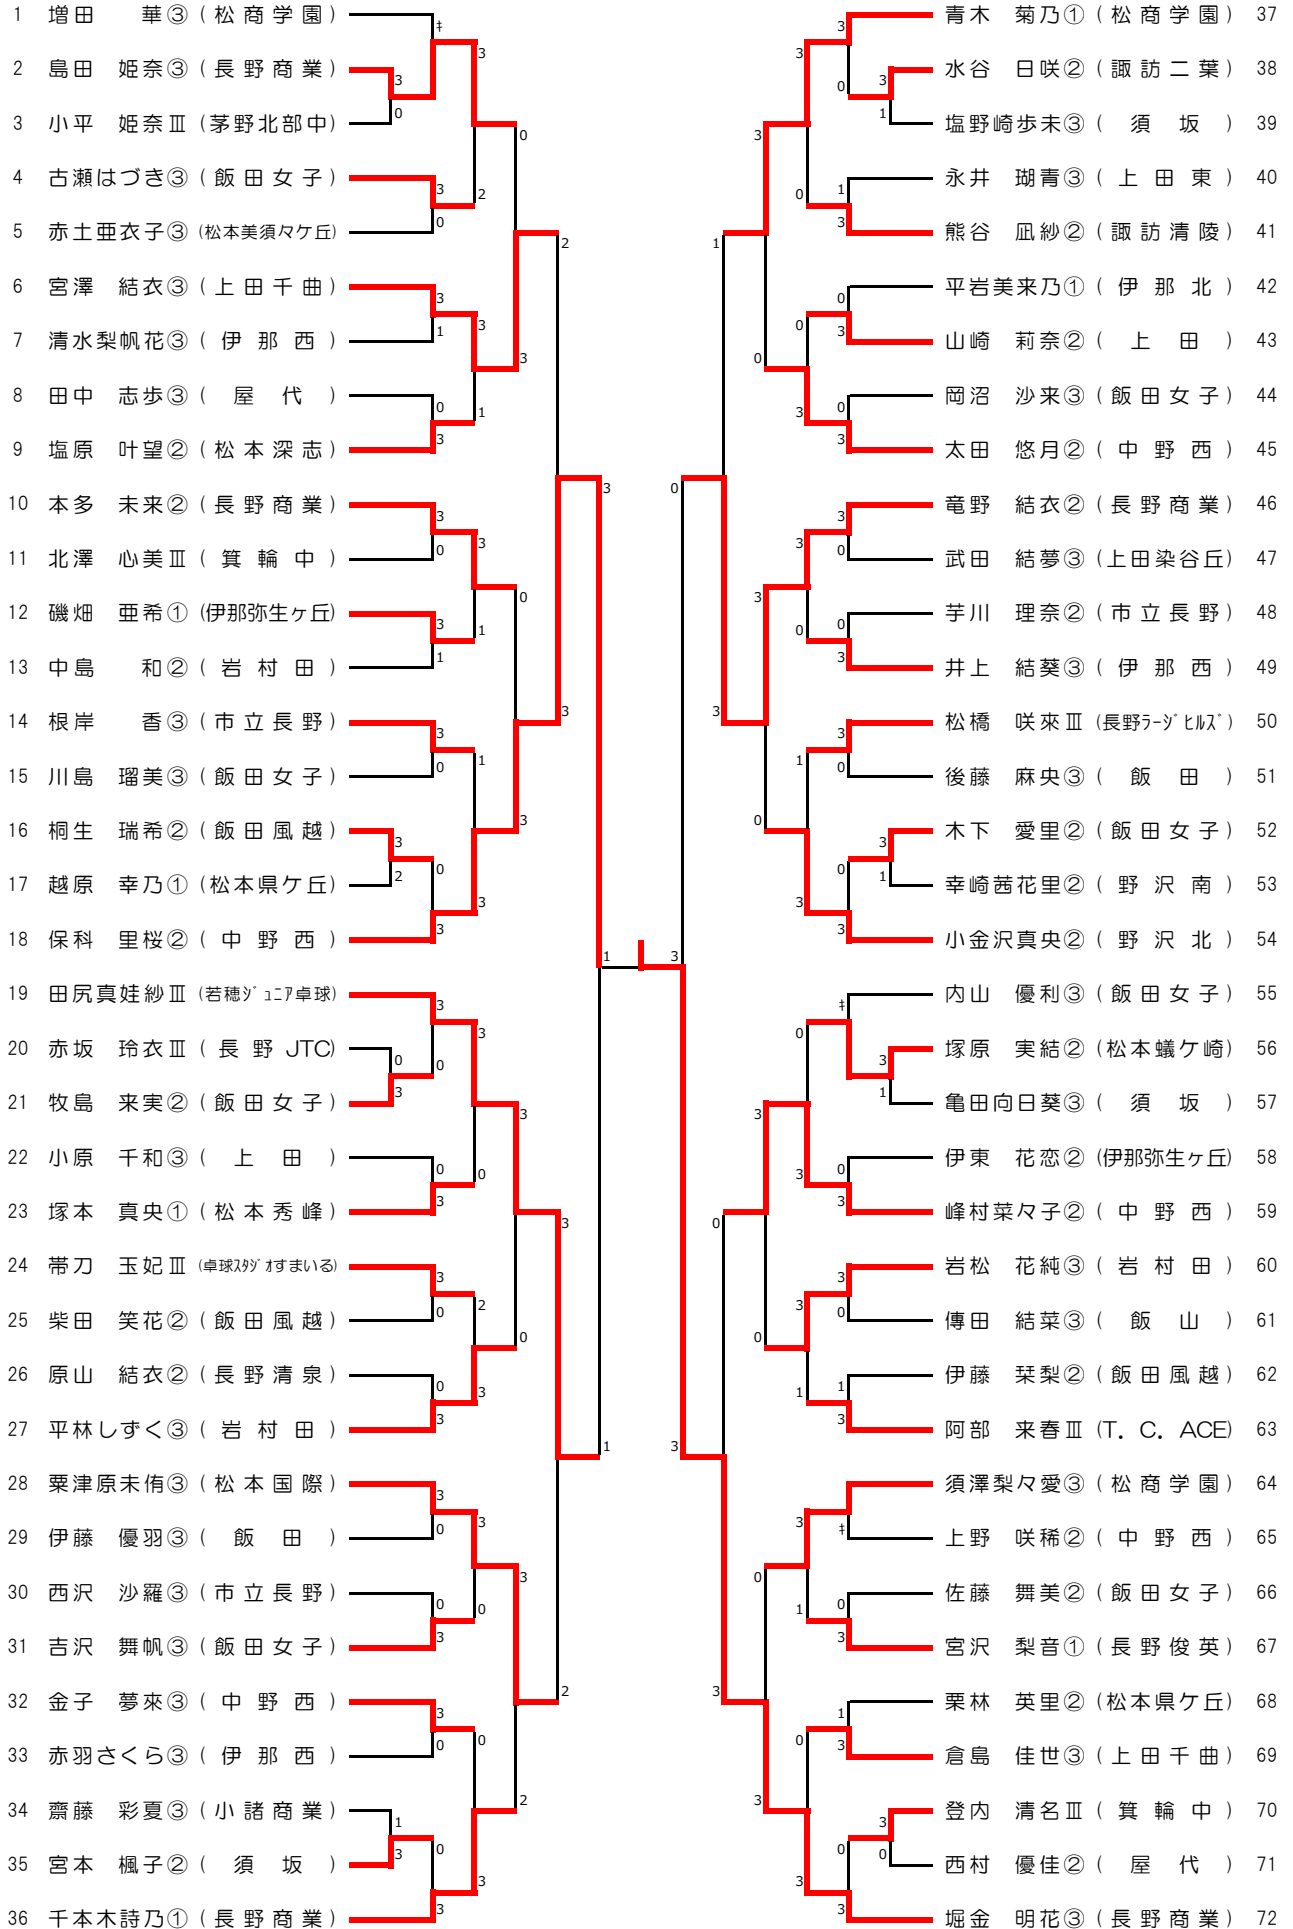 1 増田　華③（松商学園）
2 島田　姫奈③（長野商業）
3 小平　姫奈Ⅲ（茅野北部中）
4 古瀬はづき③（飯田女子）
5 赤土亜衣子③（松本美須々ケ丘）
6 宮澤　結衣③（上田千曲）
7 清水梨帆花③（伊那西）
8 田中　志歩③（屋代）
9 塩原　叶望②（松本深志）
10 本多　未来②（長野商業）
11 北澤　心美Ⅲ（箕輪中）
12 磯畑　亜希①（伊那弥生ヶ丘）
13 中島　和②（岩村田）
14 根岸　香③（市立長野）
15 川島　瑠美③（飯田女子）
16 桐生　瑞希②（飯田風越）
17 越原　幸乃①（松本県ケ丘）
18 保科　里桜②（中野西）
19 田尻真娃紗Ⅲ（若穂ｼﾞｭﾆｱ卓球）
20 赤坂　玲衣Ⅲ（長野 JTC）
21 牧島　来実②（飯田女子）
22 小原　千和③（上田）
23 塚本　真央①（松本秀峰）
24 帯刀　玉妃Ⅲ（卓球ｽﾀｼﾞｵすまいる）
25 柴田　笑花②（飯田風越）
26 原山　結衣②（長野清泉）
27 平林しずく③（岩村田）
28 粟津原未侑③（松本国際）
29 伊藤　優羽③（飯田）
30 西沢　沙羅③（市立長野）
31 吉沢　舞帆③（飯田女子）
32 金子　夢來③（中野西）
33 赤羽さくら③（伊那西）
34 齋藤　彩夏③（小諸商業）
35 宮本　楓子②（須坂）
36 千本木詩乃①（長野商業）
青木　菊乃①（松商学園） 37
水谷　日咲②（諏訪二葉） 38
塩野崎歩未③（須坂） 39
永井　瑚青③（上田東） 40
熊谷　凪紗②（諏訪清陵） 41
平岩美来乃①（伊那北） 42
山崎　莉奈②（上田） 43
岡沼　沙来③（飯田女子） 44
太田　悠月②（中野西） 45
竜野　結衣②（長野商業） 46
武田　結夢③（上田染谷丘） 47
芋川　理奈②（市立長野） 48
井上　結葵③（伊那西） 49
松橋　咲來Ⅲ（長野ﾗｰｼﾞﾋﾙｽﾞ） 50
後藤　麻央③（飯田） 51
木下　愛里②（飯田女子） 52
幸崎茜花里②（野沢南） 53
小金沢真央②（野沢北） 54
内山　優利③（飯田女子） 55
塚原　実結②（松本蟻ケ崎） 56
亀田向日葵③（須坂） 57
伊東　花恋②（伊那弥生ヶ丘） 58
峰村菜々子②（中野西） 59
岩松　花純③（岩村田） 60
傳田　結菜③（飯山） 61
伊藤　栞梨②（飯田風越） 62
阿部　来春Ⅲ（T. C. ACE） 63
須澤梨々愛③（松商学園） 64
上野　咲稀②（中野西） 65
佐藤　舞美②（飯田女子） 66
宮沢　梨音①（長野俊英） 67
栗林　英里②（松本県ケ丘） 68
倉島　佳世③（上田千曲） 69
登内　清名Ⅲ（箕輪中） 70
西村　優佳②（屋代） 71
堀金　明花③（長野商業） 72